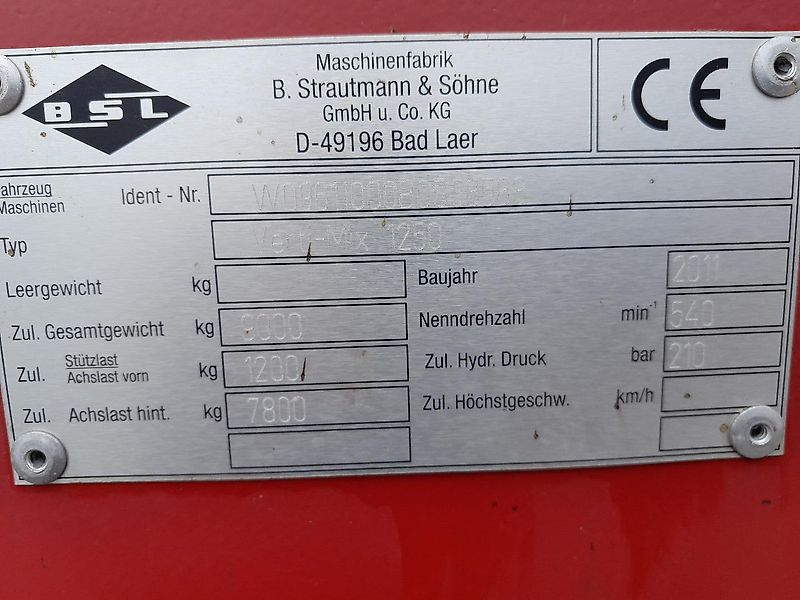 BSL
Maschinenfabrik
B. Strautmann & Söhne
GmbH u. Co. KG
D-49196 Bad Laer
CE
Fahrzeug
Maschinen
Ident - Nr.
Typ Verti-Mix 1250
Leergewicht kg
Zul. Gesamtgewicht kg 9000
Zul. Stützlast
Achslast vorn kg 1200
Zul. Achslast hint. kg 7800
Baujahr 2011
Nenndrehzahl min⁻¹ 540
Zul. Hydr. Druck bar 210
Zul. Höchstgeschw. km/h